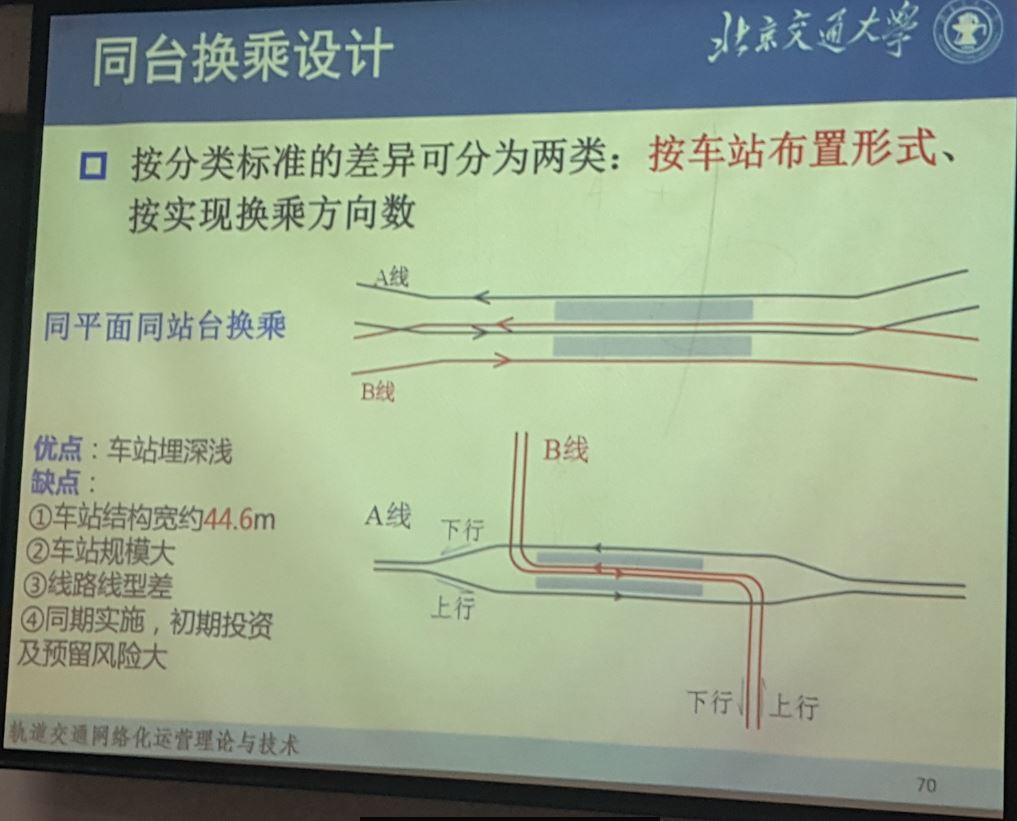 同台换乘设计
北京交通大学
按分类标准的差异可分为两类：按车站布置形式、
按实现换乘方向数
A线
同平面同站台换乘
B线
优点：车站埋深浅
缺点：
①车站结构宽约44.6m
②车站规模大
③线路线型差
④同期实施，初期投资
及预留风险大
B线
A线
下行
上行
下行
上行
轨道交通网络化运营理论与技术
70